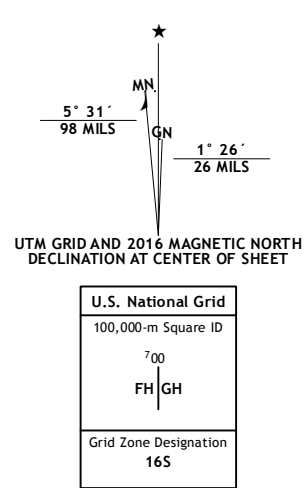 MN
5° 31´
98 MILS
GN
1° 26´
26 MILS
UTM GRID AND 2016 MAGNETIC NORTH
DECLINATION AT CENTER OF SHEET
U.S. National Grid
100,000-m Square ID
700
FH GH
Grid Zone Designation
16S